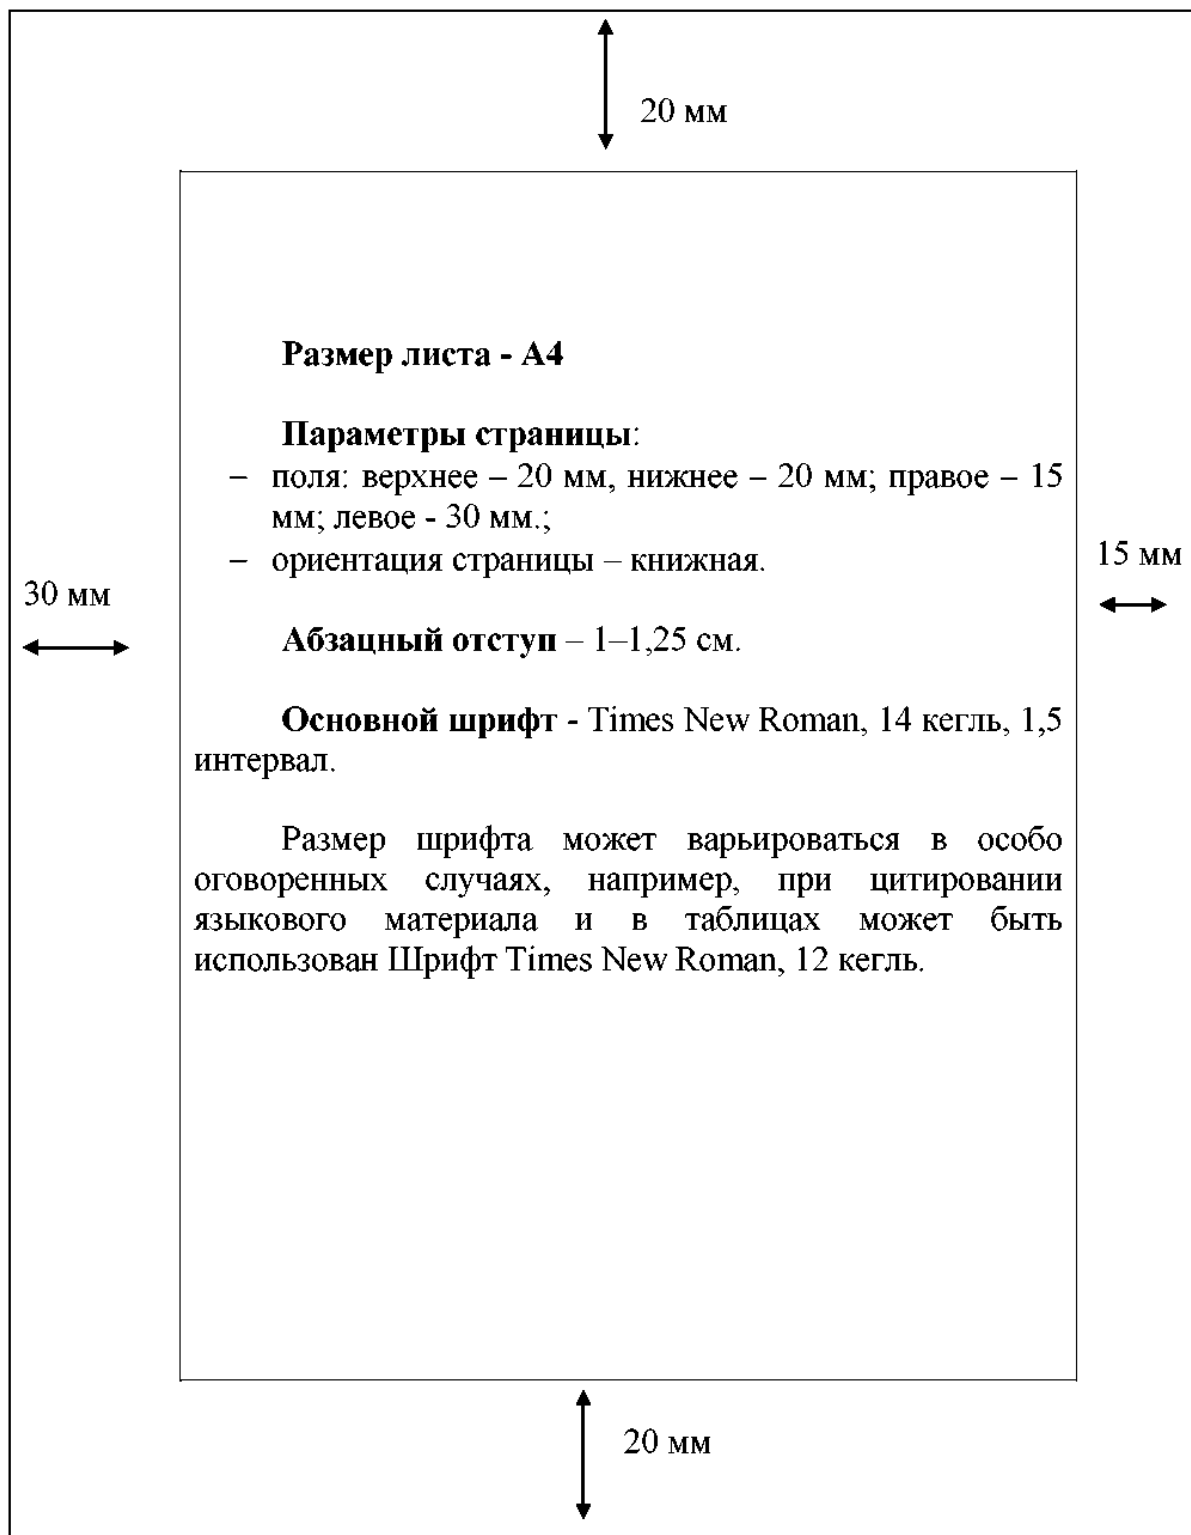 20 мм
Размер листа - А4
Параметры страницы:
– поля: верхнее – 20 мм, нижнее – 20 мм; правое – 15
мм; левое - 30 мм.;
– ориентация страницы – книжная.
15 мм
30 мм
Абзацный отступ – 1–1,25 см.
Основной шрифт - Times New Roman, 14 кегль, 1,5
интервал.
Размер шрифта может варьироваться в особо
оговоренных случаях, например, при цитировании
языкового материала и в таблицах может быть
использован Шрифт Times New Roman, 12 кегль.
20 мм